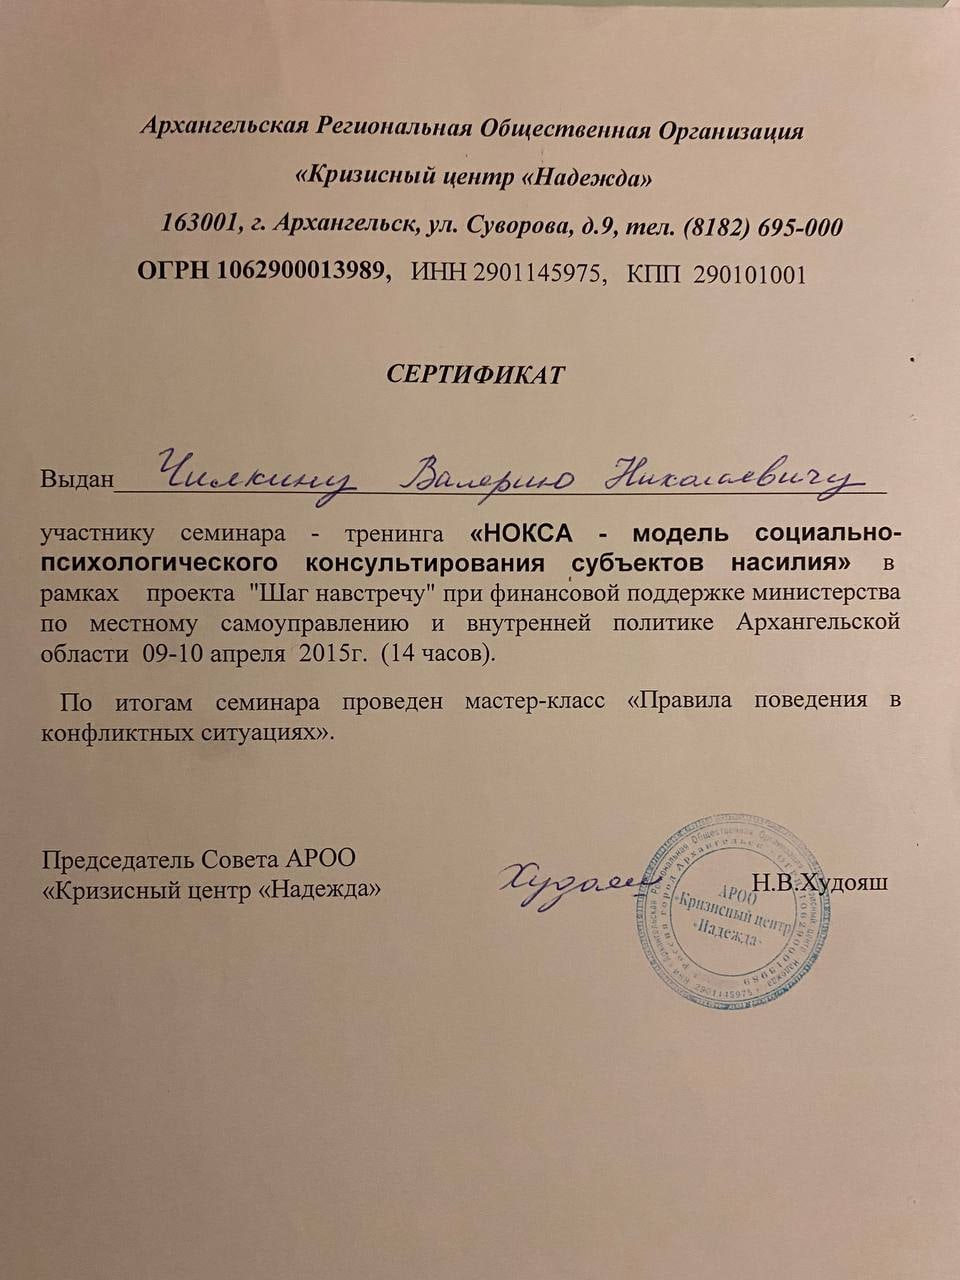 Архангельская Региональная Общественная Организация
«Кризисный центр «Надежда»
163001, г. Архангельск, ул. Суворова, д.9, тел. (8182) 695-000
ОГРН 1062900013989, ИНН 2901145975, КПП 290101001
СЕРТИФИКАТ
Выдан Чилкину Валерию Николаевичу
участнику семинара - тренинга «НОКСА - модель социально-
психологического консультирования субъектов насилия» в
рамках проекта "Шаг навстречу" при финансовой поддержке министерства
по местному самоуправлению и внутренней политике Архангельской
области 09-10 апреля 2015г. (14 часов).
По итогам семинара проведен мастер-класс «Правила поведения в
конфликтных ситуациях».
Председатель Совета АРОО
«Кризисный центр «Надежда»
Худояш
Н.В.Худояш
АРОО
«Кризисный центр
«Надежда»